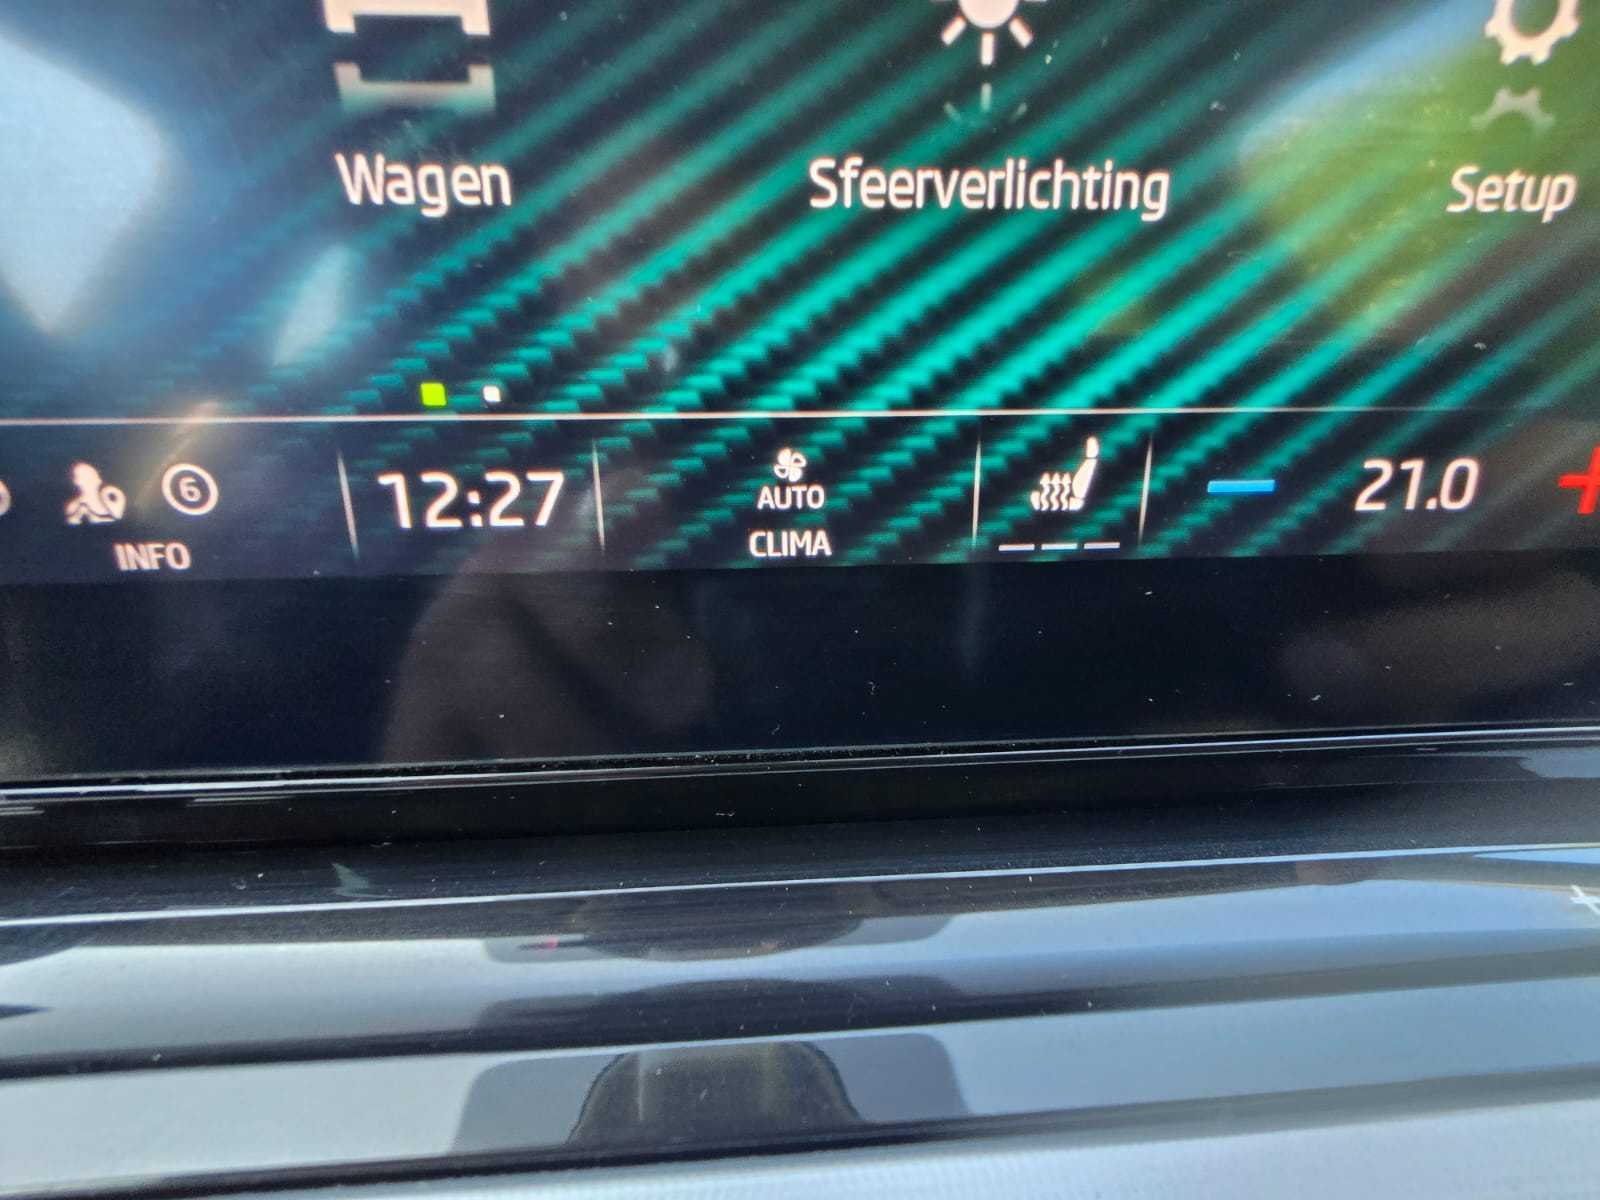 Wagen
Sfeerverlichting
Setup
6
INFO
12:27
AUTO
CLIMA
21.0